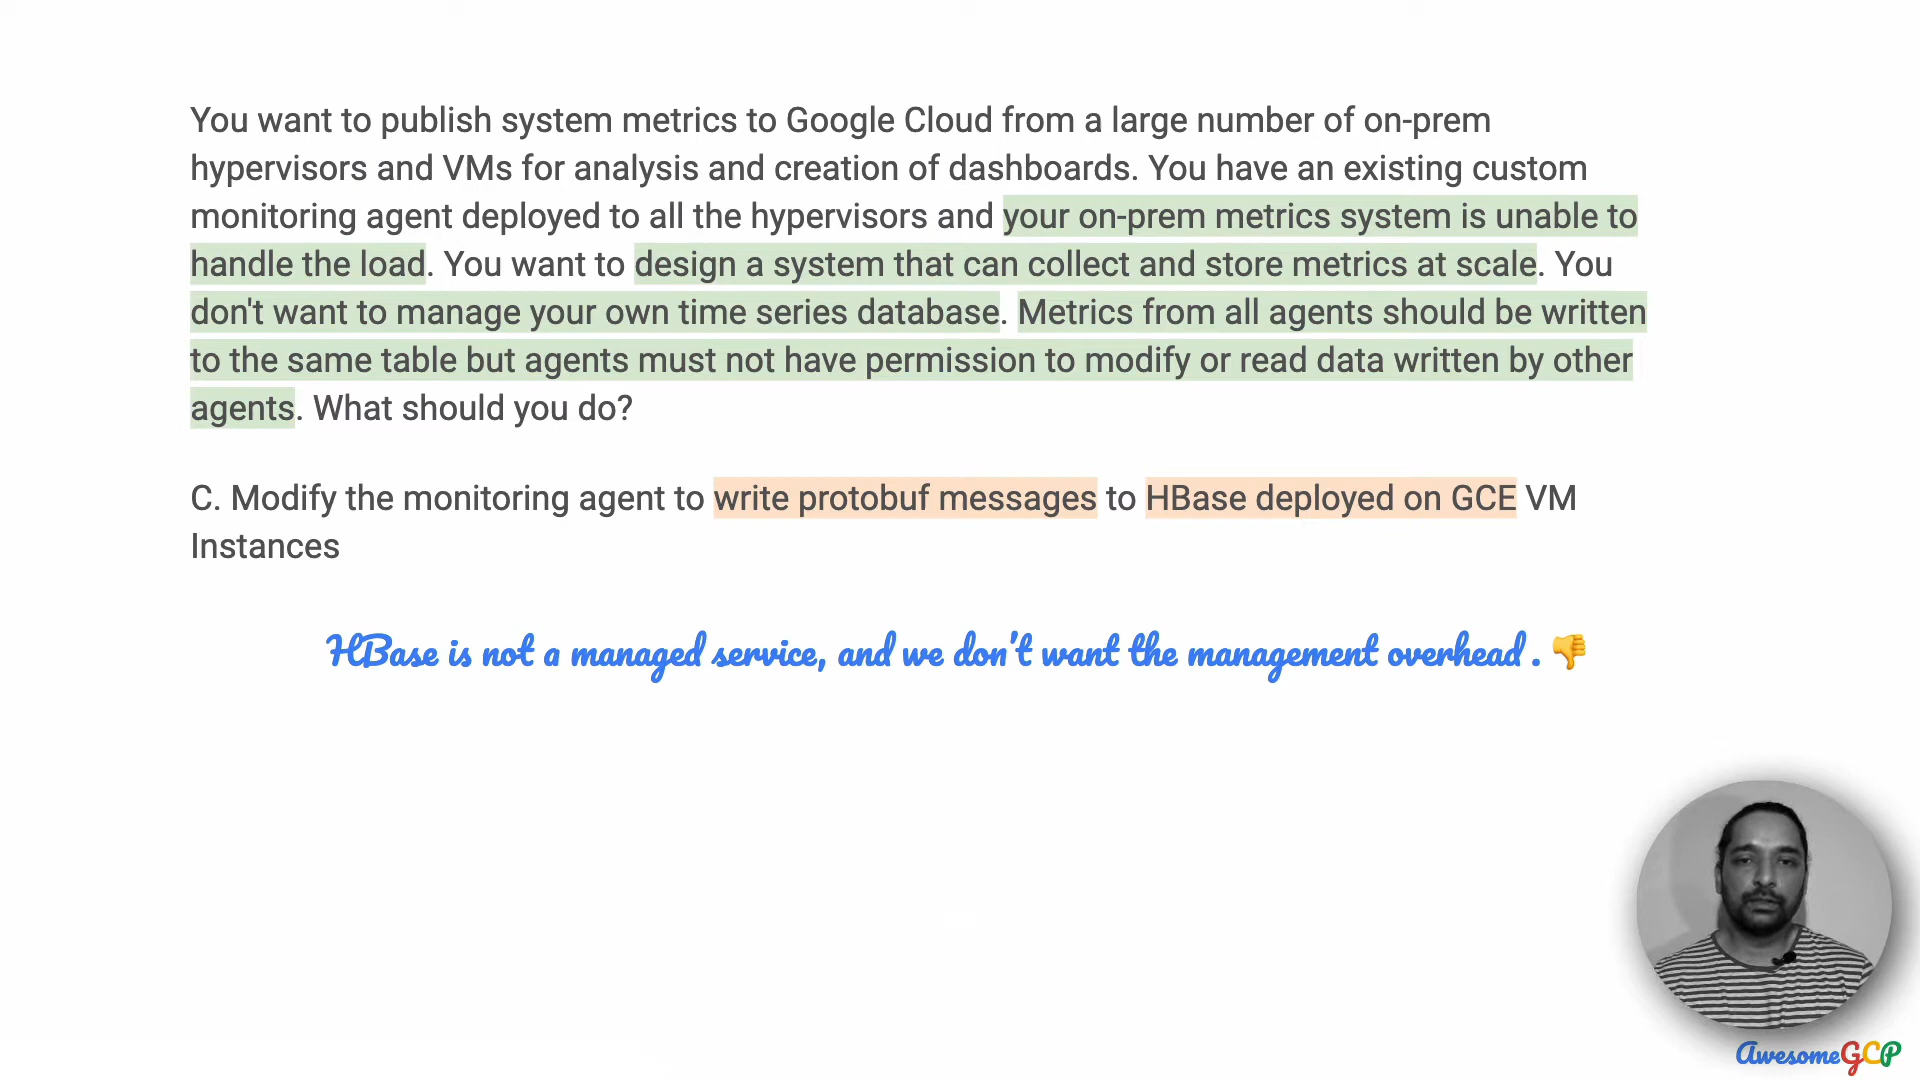 You want to publish system metrics to Google Cloud from a large number of on-prem
hypervisors and VMs for analysis and creation of dashboards. You have an existing custom
monitoring agent deployed to all the hypervisors and your on-prem metrics system is unable to
handle the load. You want to design a system that can collect and store metrics at scale. You
don't want to manage your own time series database. Metrics from all agents should be written
to the same table but agents must not have permission to modify or read data written by other
agents. What should you do?
C. Modify the monitoring agent to write protobuf messages to HBase deployed on GCE VM
Instances
HBase is not a managed service, and we don't want the management overhead. 👎
AwesomeGCP